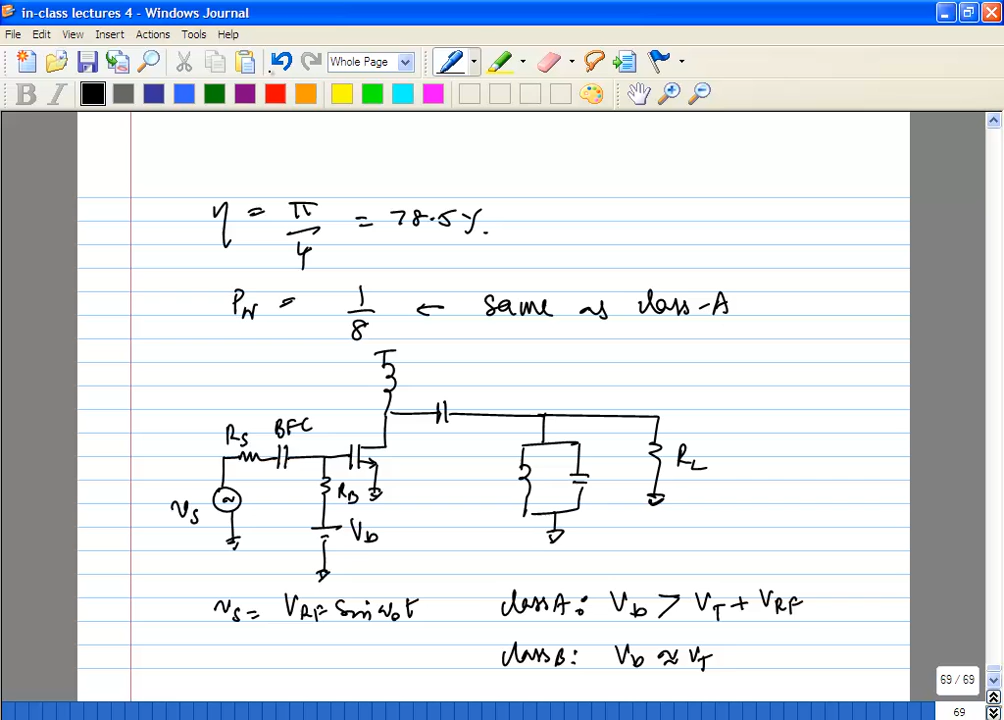 in-class lectures 4 - Windows Journal
File Edit View Insert Actions Tools Help
Whole Page
B I
η = π/4 = 78.5%
PN = 1/8 ← same as class-A
RS BFC
RL
RB
vS
Vb
vS = VRF Sin ω0t
class A: Vb > VT + VRF
class B: Vb ≈ VT
69 / 69
69